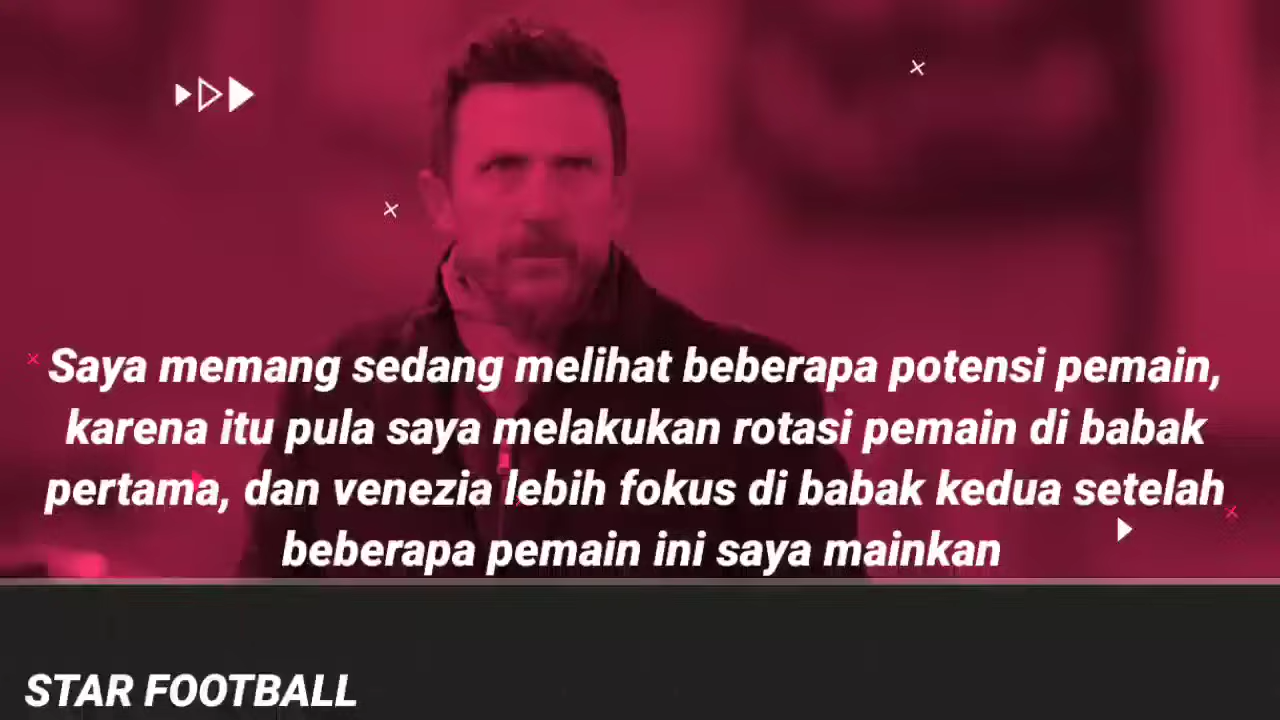 Saya memang sedang melihat beberapa potensi pemain,
karena itu pula saya melakukan rotasi pemain di babak
pertama, dan venezia lebih fokus di babak kedua setelah
beberapa pemain ini saya mainkan
STAR FOOTBALL